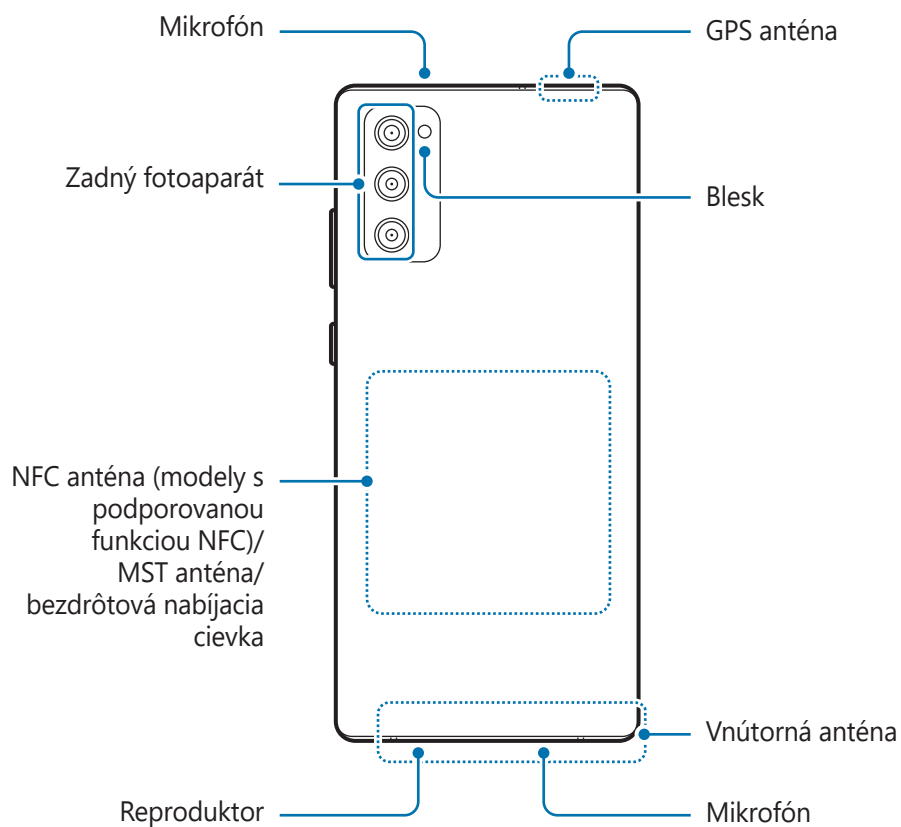 Mikrofón
GPS anténa
Zadný fotoaparát
Blesk
NFC anténa (modely s
podporovanou
funkciou NFC)/
MST anténa/
bezdrôtová nabíjacia
cievka
Vnútorná anténa
Reproduktor
Mikrofón